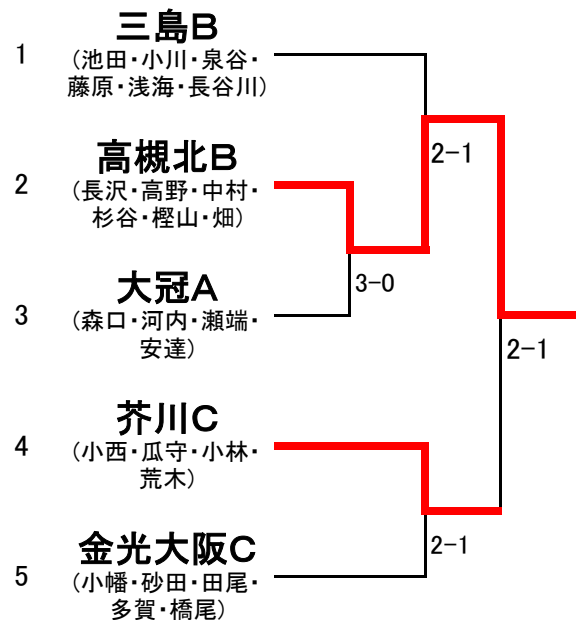 三島B
1
(池田・小川・泉谷・
藤原・浅海・長谷川)
高槻北B
2-1
2
(長沢・高野・中村・
杉谷・樫山・畑)
大冠A
3-0
3
(森口・河内・瀬端・
安達)
2-1
芥川C
4
(小西・瓜守・小林・
荒木)
金光大阪C
2-1
5
(小幡・砂田・田尾・
多賀・橋尾)